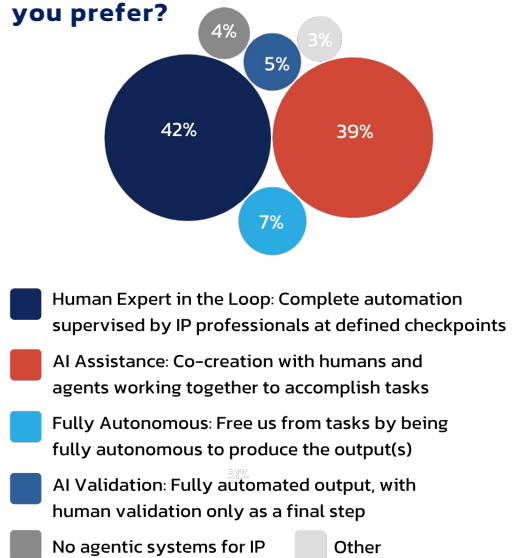 you prefer?
4%
3%
5%
42%
39%
7%
Human Expert in the Loop: Complete automation
supervised by IP professionals at defined checkpoints
AI Assistance: Co-creation with humans and
agents working together to accomplish tasks
Fully Autonomous: Free us from tasks by being
fully autonomous to produce the output(s)
AI Validation: Fully automated output, with
human validation only as a final step
No agentic systems for IP
Other